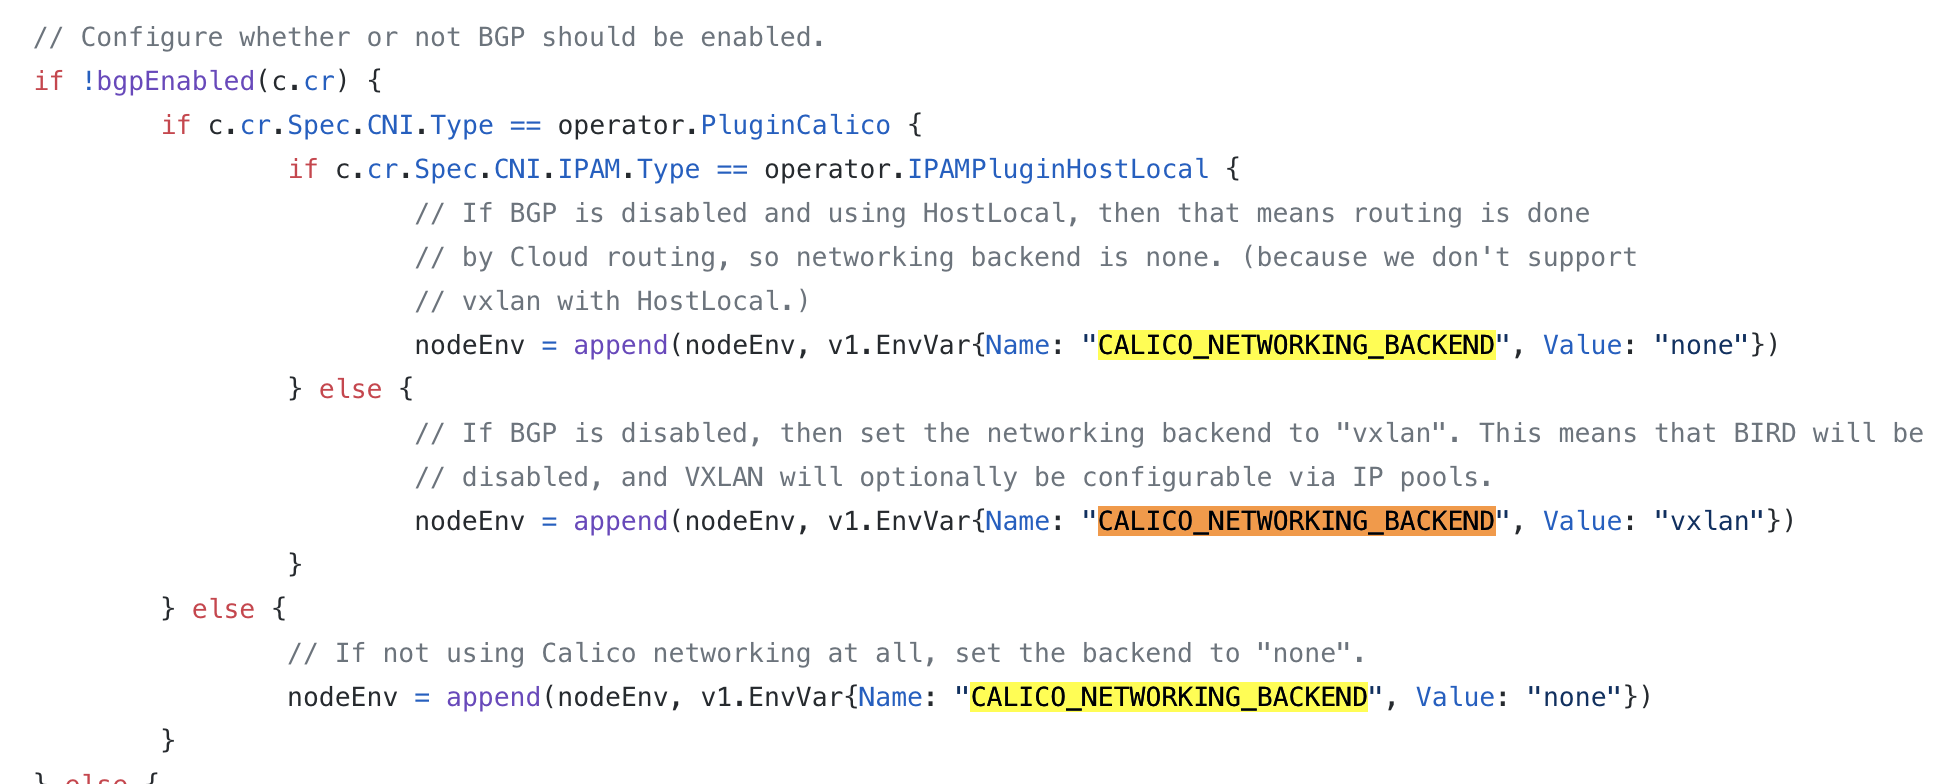 // Configure whether or not BGP should be enabled.
if !bgpEnabled(c.cr) {
if c.cr.Spec.CNI.Type == operator.PluginCalico {
if c.cr.Spec.CNI.IPAM.Type == operator.IPAMPluginHostLocal {
// If BGP is disabled and using HostLocal, then that means routing is done
// by Cloud routing, so networking backend is none. (because we don't support
// vxlan with HostLocal.)
nodeEnv = append(nodeEnv, v1.EnvVar{Name: "CALICO_NETWORKING_BACKEND", Value: "none"})
} else {
// If BGP is disabled, then set the networking backend to "vxlan". This means that BIRD will be
// disabled, and VXLAN will optionally be configurable via IP pools.
nodeEnv = append(nodeEnv, v1.EnvVar{Name: "CALICO_NETWORKING_BACKEND", Value: "vxlan"})
}
} else {
// If not using Calico networking at all, set the backend to "none".
nodeEnv = append(nodeEnv, v1.EnvVar{Name: "CALICO_NETWORKING_BACKEND", Value: "none"})
}
} else {